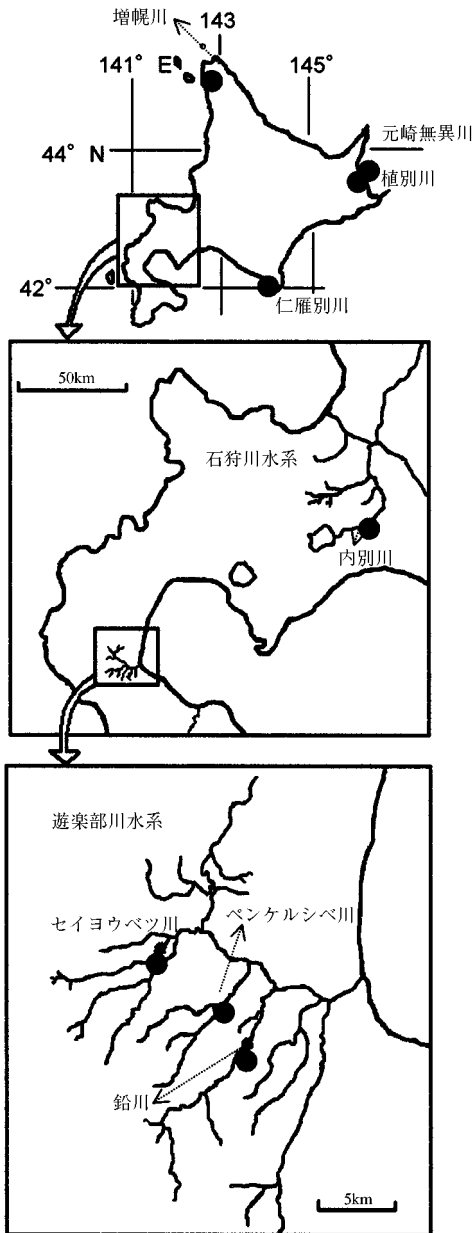 増幌川
143
141° E
145°
元崎無異川
44° N
植別川
42°
仁雁別川
50km
石狩川水系
内別川
遊楽部川水系
セイヨウベツ川
ペンケルシベ川
鉛川
5km